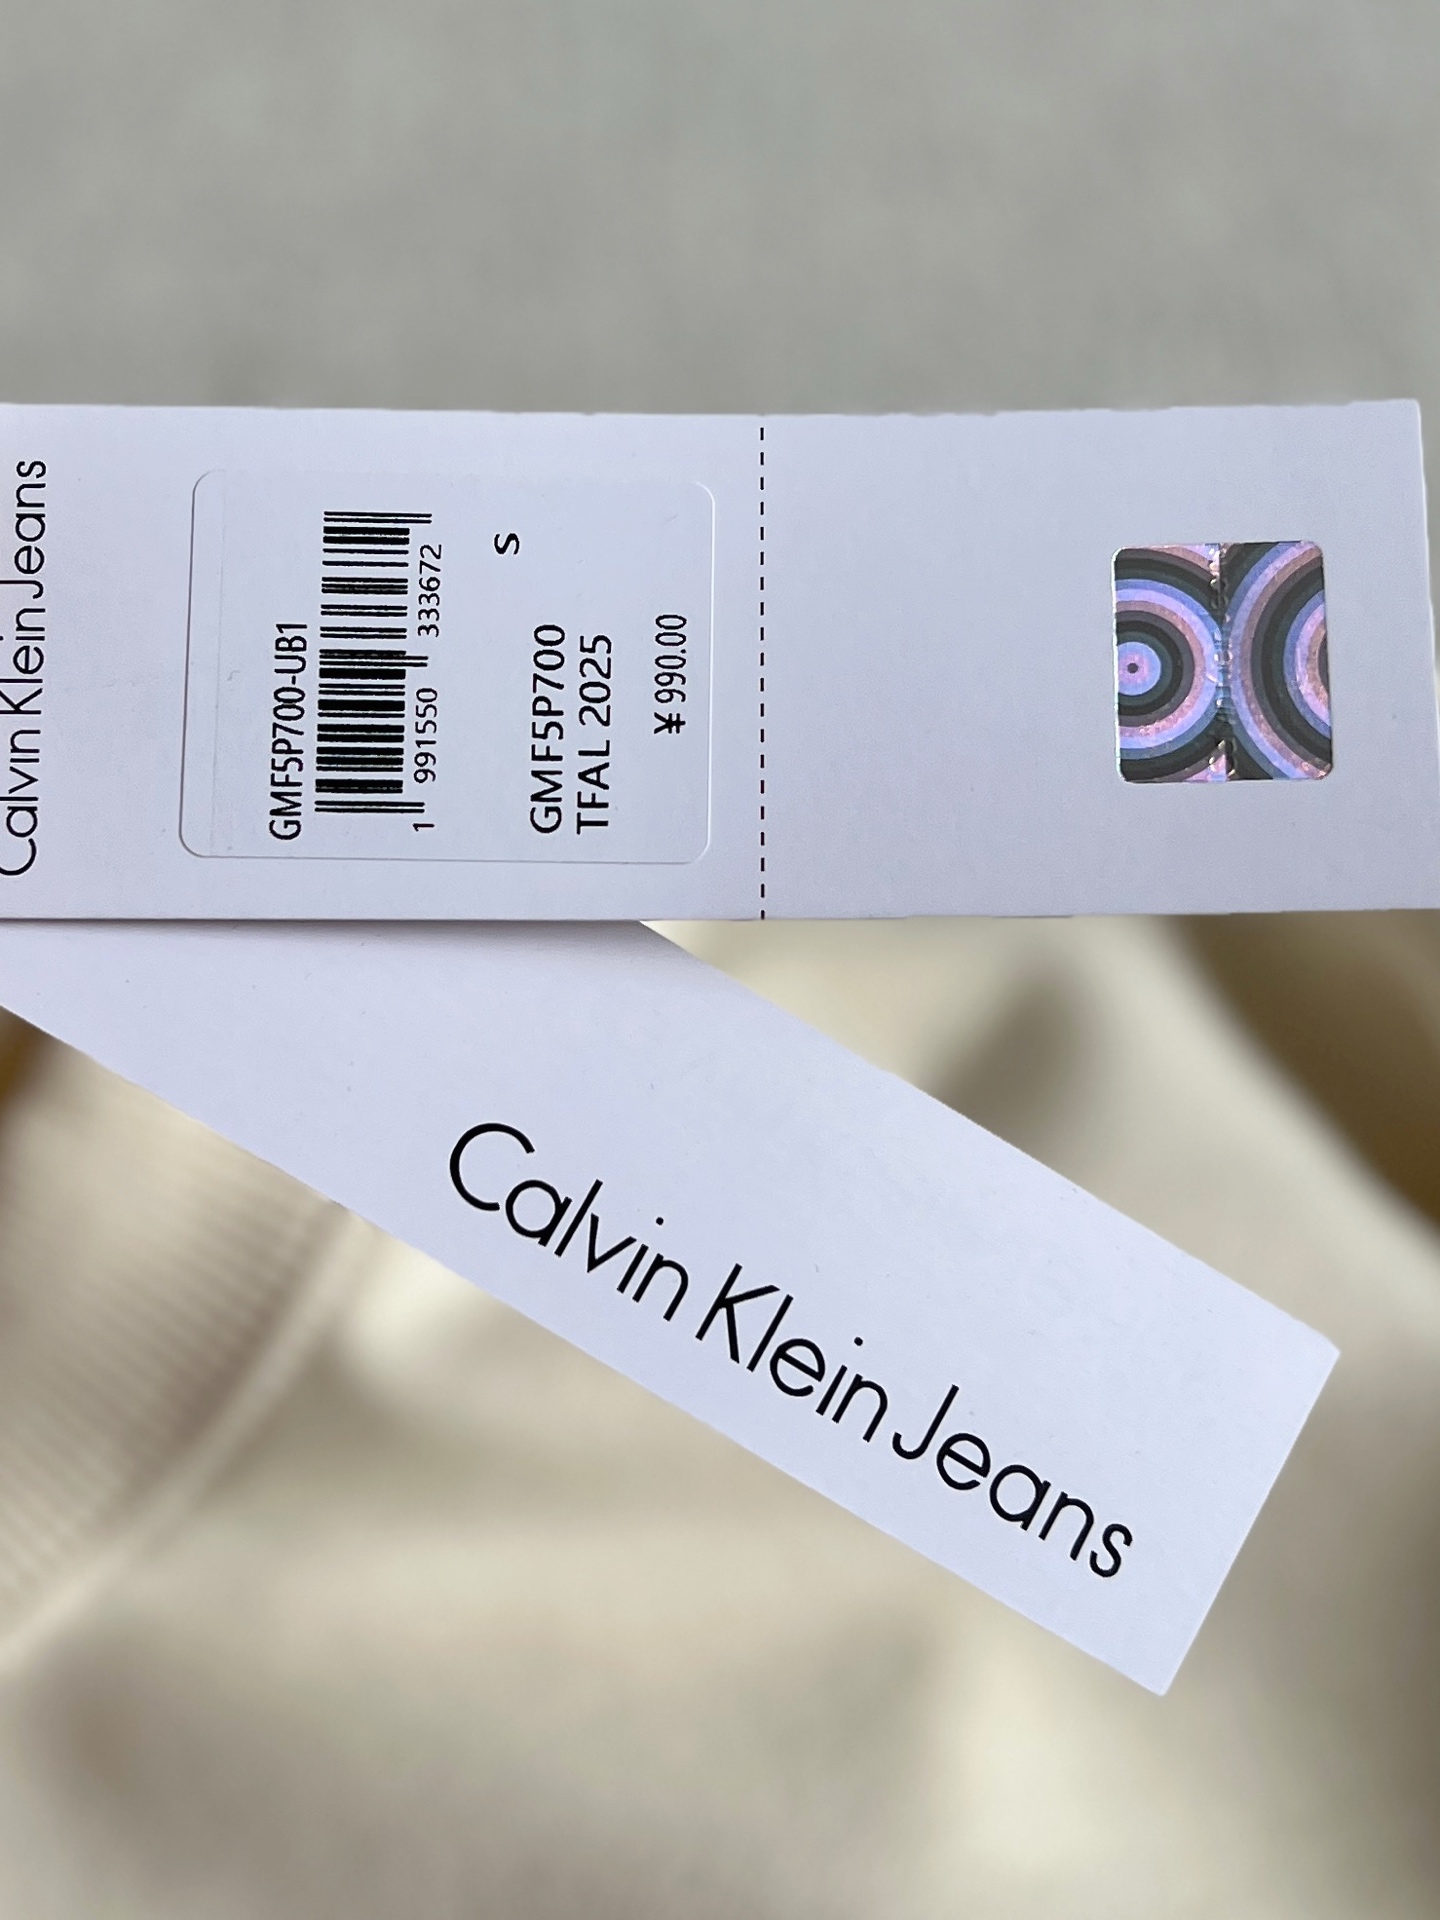 Calvin Klein Jeans
GMF5P700-UB1
1 991550 333672
S
GMF5P700
TFAL 2025
¥ 990.00
Calvin Klein Jeans